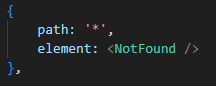 {
    path: '*',
    element: <NotFound />
},